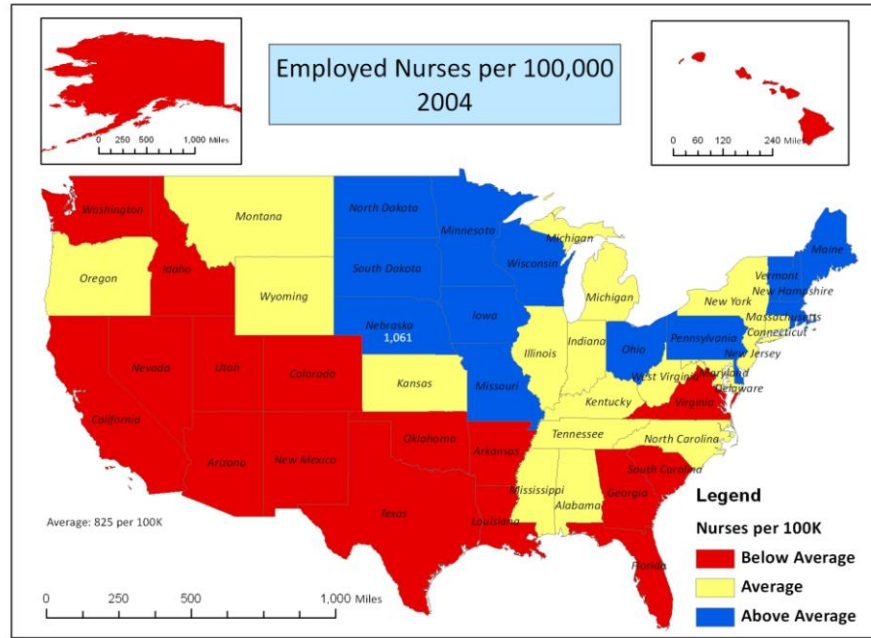 Employed Nurses per 100,000
2004
0 250 500 1,000 Miles
0 60 120 240 Miles
Washington
Montana
North Dakota
Minnesota
Michigan
Maine
Oregon
Idaho
Wyoming
South Dakota
Wisconsin
Michigan
Vermont
New Hampshire
New York
Massachusetts
Connecticut
Nebraska
1,061
Iowa
Illinois
Indiana
Ohio
Pennsylvania
New Jersey
Nevada
Utah
Colorado
Kansas
Missouri
West Virginia
Maryland
Delaware
Kentucky
Virginia
California
Arizona
New Mexico
Oklahoma
Arkansas
Tennessee
North Carolina
Texas
Louisiana
Mississippi
Alabama
Georgia
South Carolina
Florida
Average: 825 per 100K
0 250 500 1,000 Miles
Legend
Nurses per 100K
Below Average
Average
Above Average